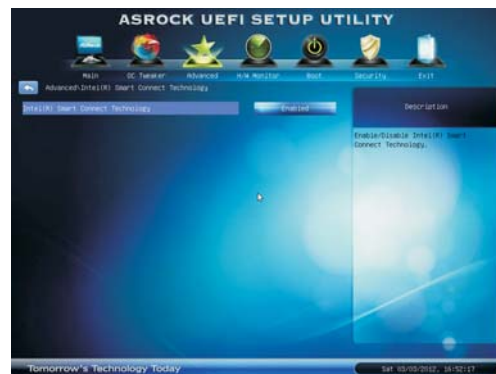 ASROCK UEFI SETUP UTILITY
Main OC Tweaker Advanced H/W Monitor Boot Security Exit
Advanced\Intel(R) Smart Connect Technology
Intel(R) Smart Connect Technology Enabled
Description
Enable/Disable Intel(R) Smart
Connect Technology.
Tomorrow's Technology Today
Sat 03/03/2012, 16:52:17